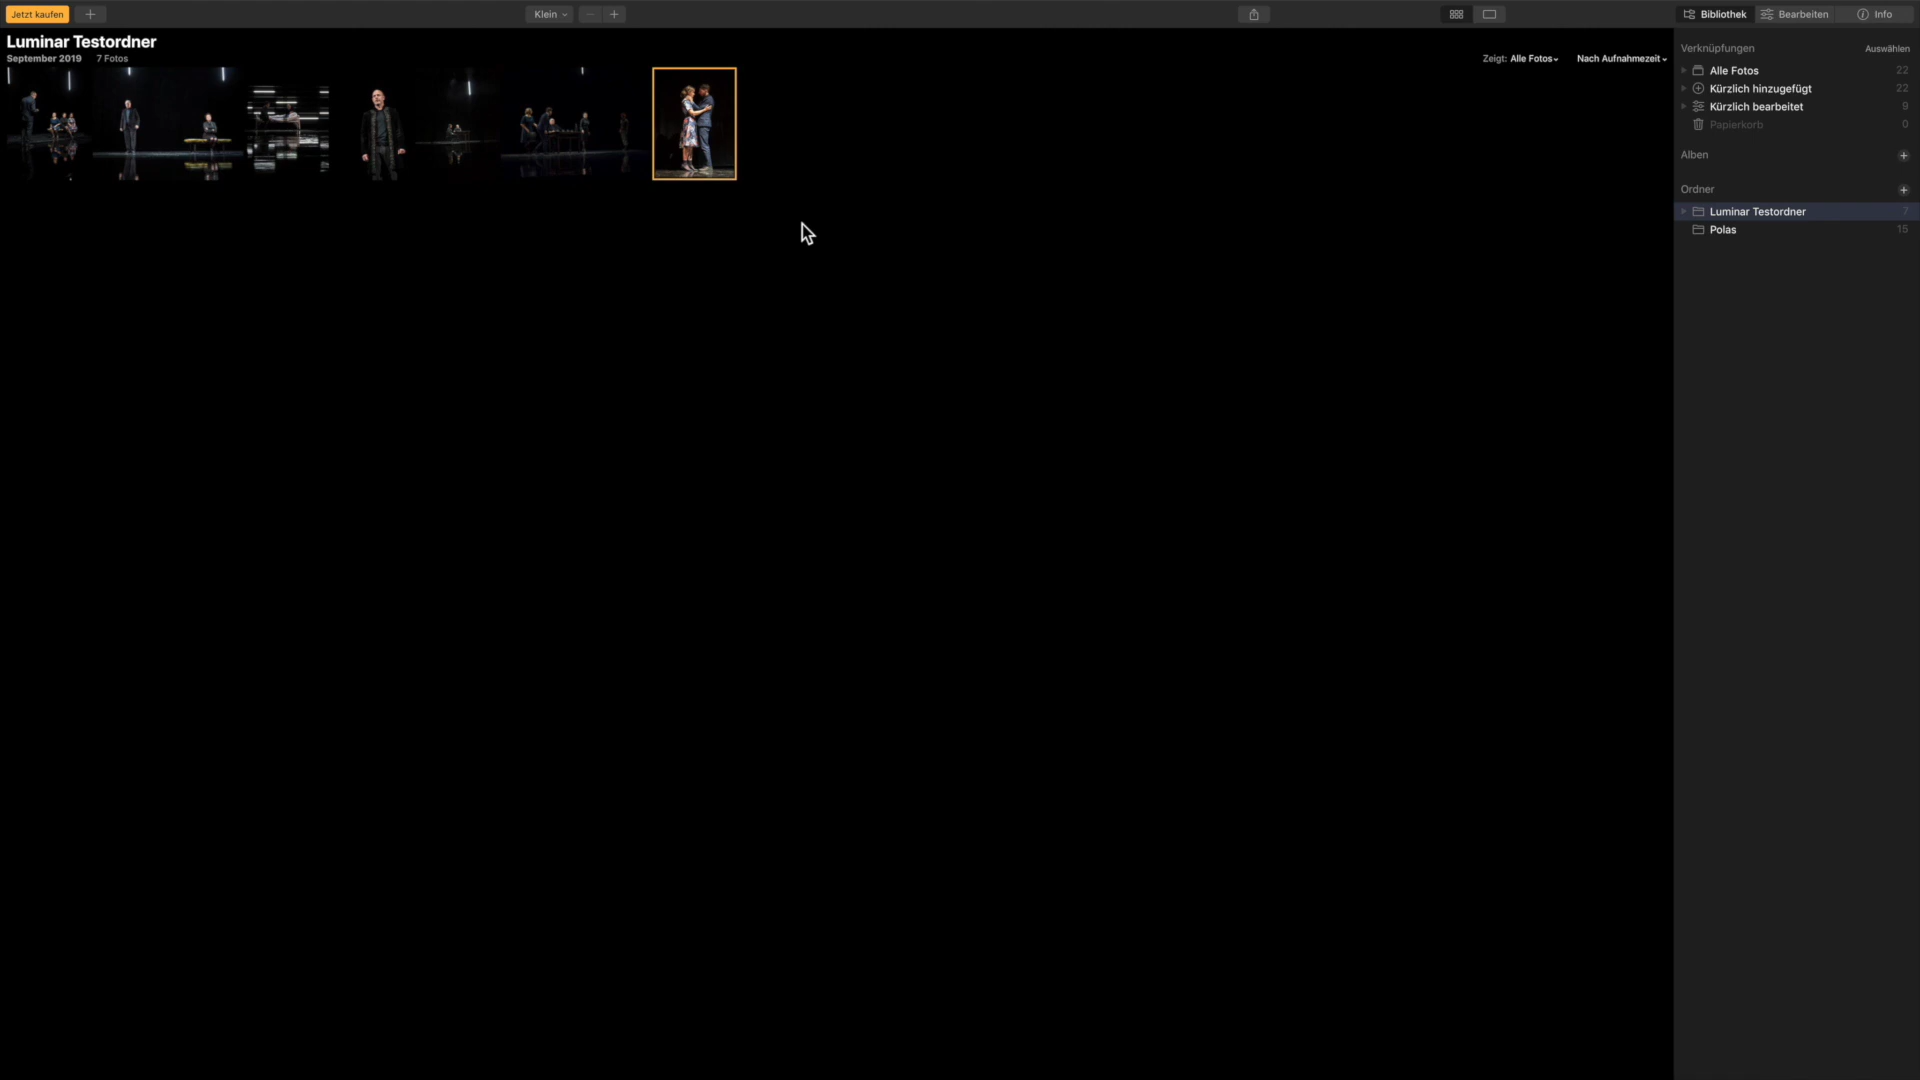 Jetzt kaufen
Klein
Bibliothek
Bearbeiten
Info
Luminar Testordner
September 2019 7 Fotos
Zeigt: Alle Fotos
Nach Aufnahmezeit
Verknüpfungen Auswählen
Alle Fotos 22
Kürzlich hinzugefügt 22
Kürzlich bearbeitet 9
Papierkorb 0
Alben
Ordner
Luminar Testordner 7
Polas 15